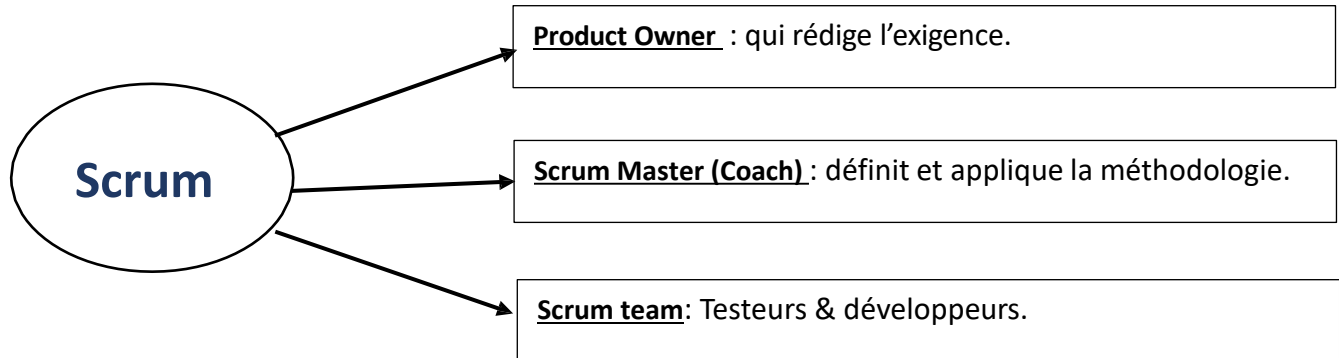 Scrum
Product Owner : qui rédige l’exigence.
Scrum Master (Coach) : définit et applique la méthodologie.
Scrum team: Testeurs & développeurs.